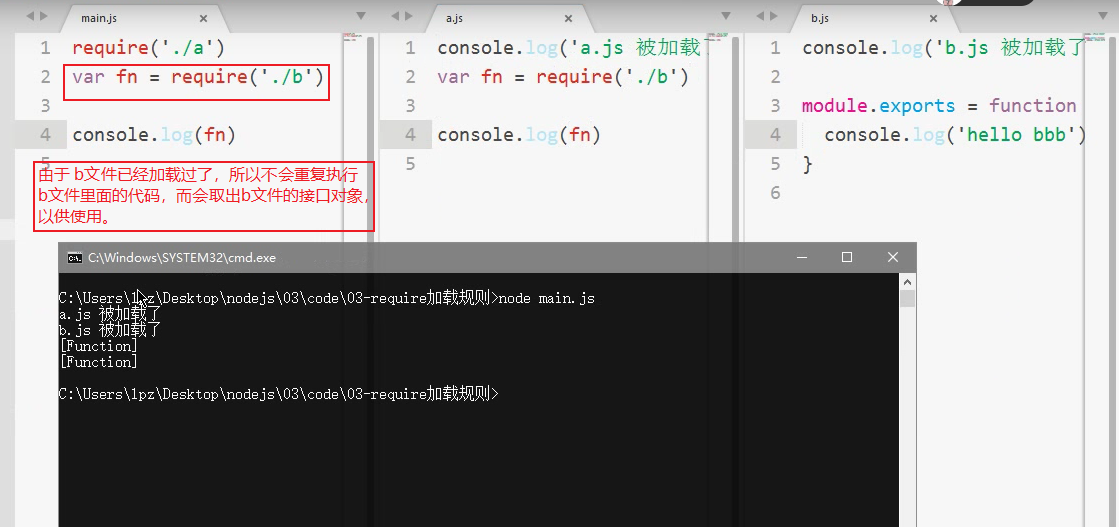 main.js
1 require('./a')
2 var fn = require('./b')
3
4 console.log(fn)
5
由于 b文件已经加载过了，所以不会重复执行
b文件里面的代码，而会取出b文件的接口对象，
以供使用。
a.js
1 console.log('a.js 被加载了
2 var fn = require('./b')
3
4 console.log(fn)
5
b.js
1 console.log('b.js 被加载了
2
3 module.exports = function
4 console.log('hello bbb')
5 }
6
C:\Windows\SYSTEM32\cmd.exe
C:\Users\lpz\Desktop\nodejs\03\code\03-require加载规则>node main.js
a.js 被加载了
b.js 被加载了
[Function]
[Function]
C:\Users\lpz\Desktop\nodejs\03\code\03-require加载规则>